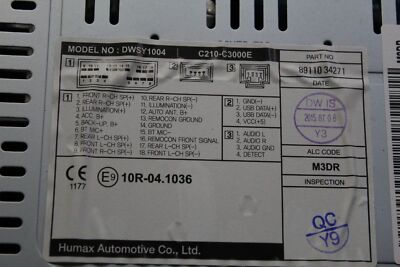 MODEL NO : DWSY1004
C210-C3000E
PART NO
8911034271
DATE
DW IS
2015.07.06
Y3
1
2
3
1. FRONT R-CH SP(+)
2. REAR R-CH SP(+)
3. ILLUMINATION(+)
4. ACC. B+
5. BACK-UP. B+
6. BT MIC+
7. REAR L-CH SP(+)
8. FRONT L-CH SP(+)
9. FRONT R-CH SP(-)
10. REAR R-CH SP(-)
11. ILLUMINATION(-)
12. AUTO ANT. B+
13. REMOCON GROUND
14. GROUND
15. BT MIC-
16. REMOCON FRONT SIGNAL
17. REAR L-CH SP(-)
18. FRONT L-CH SP(-)
2
1. GND(-)
2. USB DATA(+)
3. USB DATA(-)
4. VCC(+5)
3
1. AUDIO L
2. AUDIO R
3. AUDIO GND
4. DETECT
ALC CODE
M3DR
INSPECTION
QC
Y9
CE
1177
E9 10R-04.1036
Humax Automotive Co., Ltd.